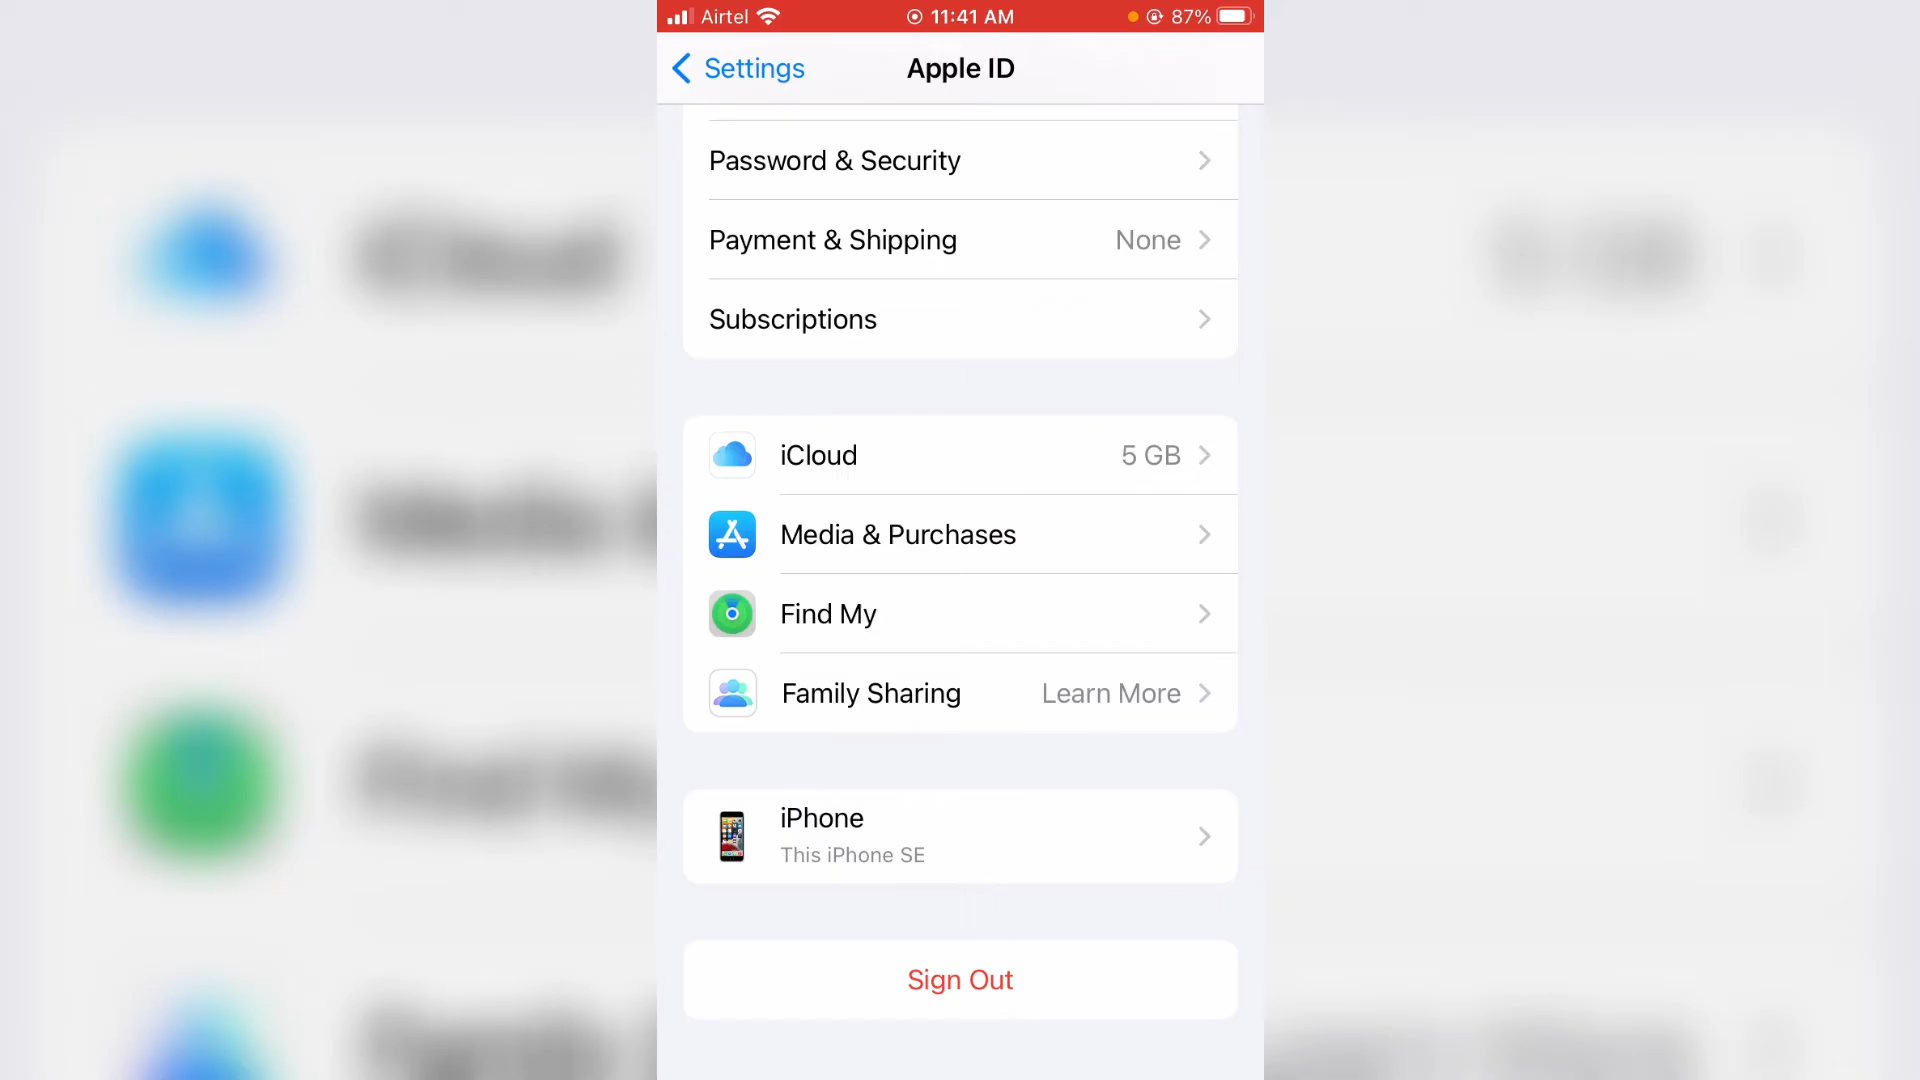 Airtel 11:41 AM 87%
Settings Apple ID
Password & Security
Payment & Shipping None
Subscriptions
iCloud 5 GB
Media & Purchases
Find My
Family Sharing Learn More
iPhone
This iPhone SE
Sign Out